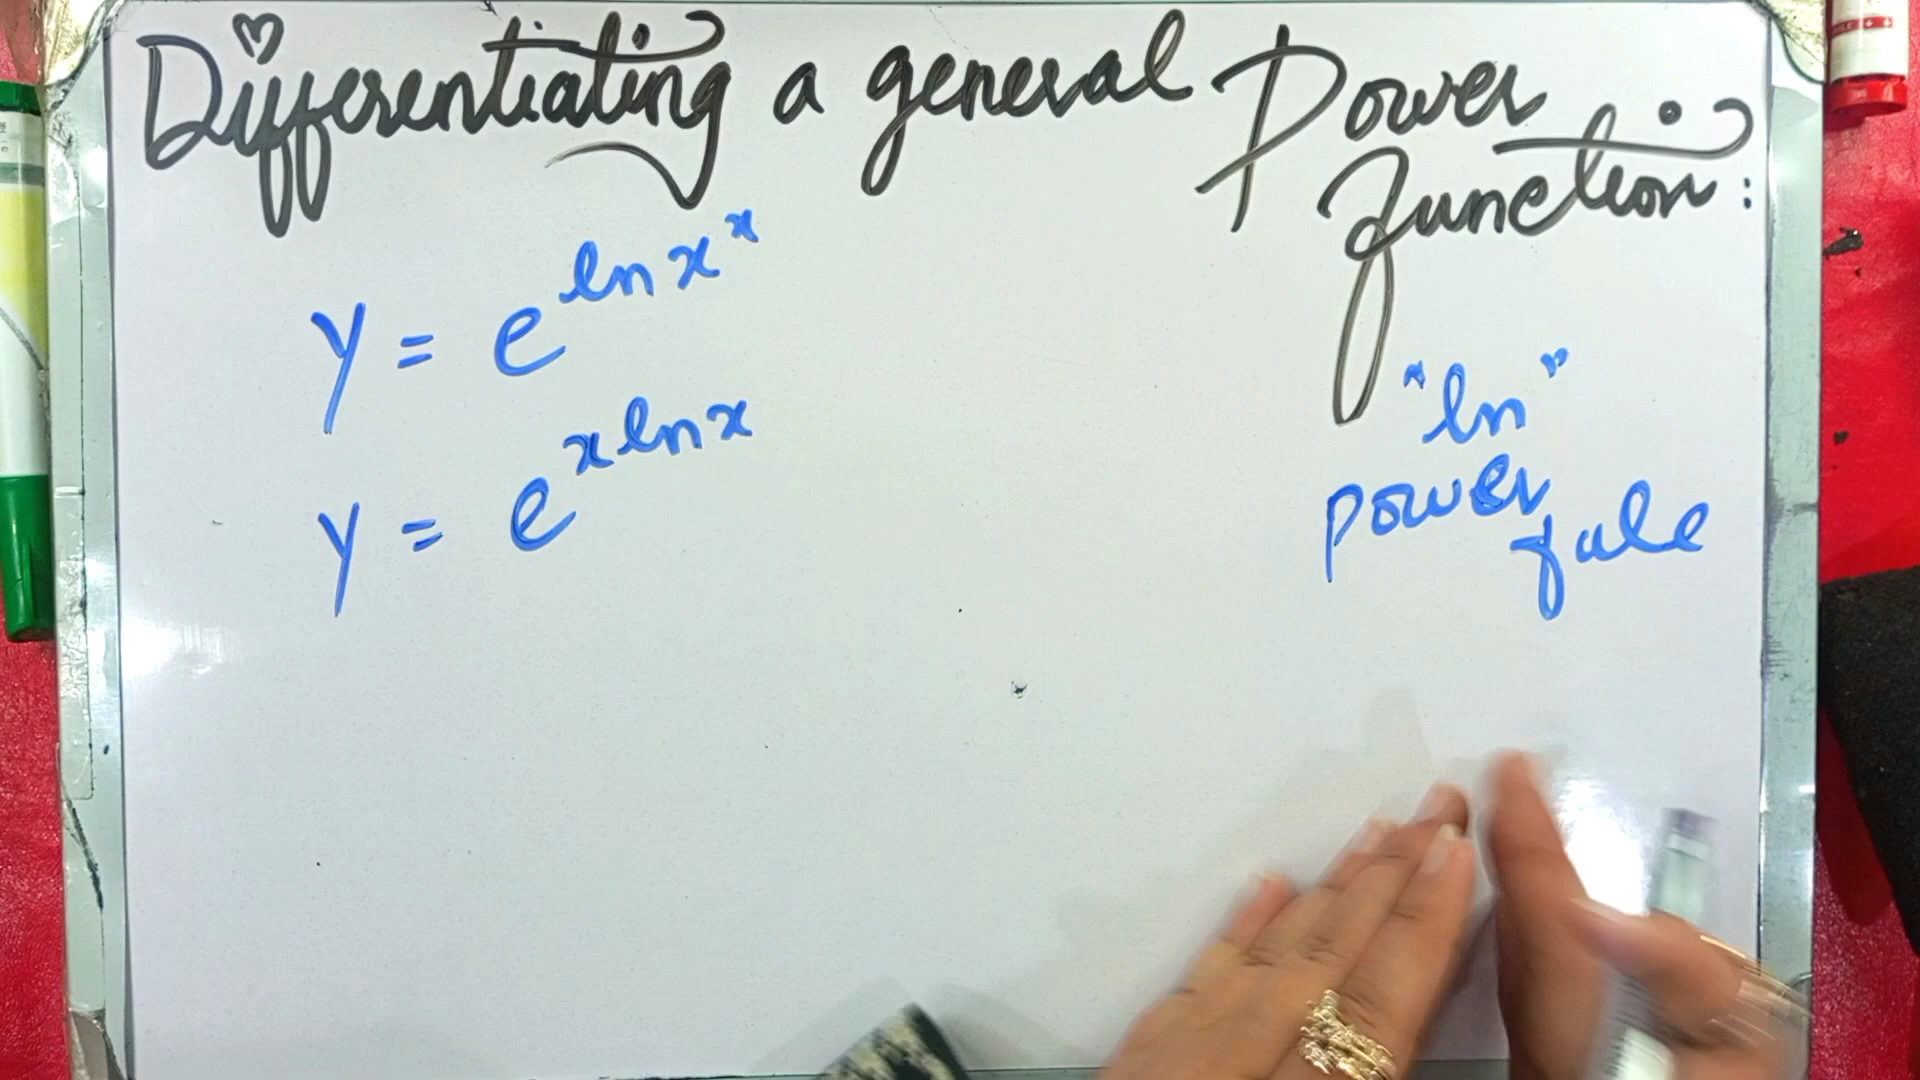 Differentiating a general Power
function:
y = e^{ln x^x}
y = e^{x ln x}
"ln"
power
rule